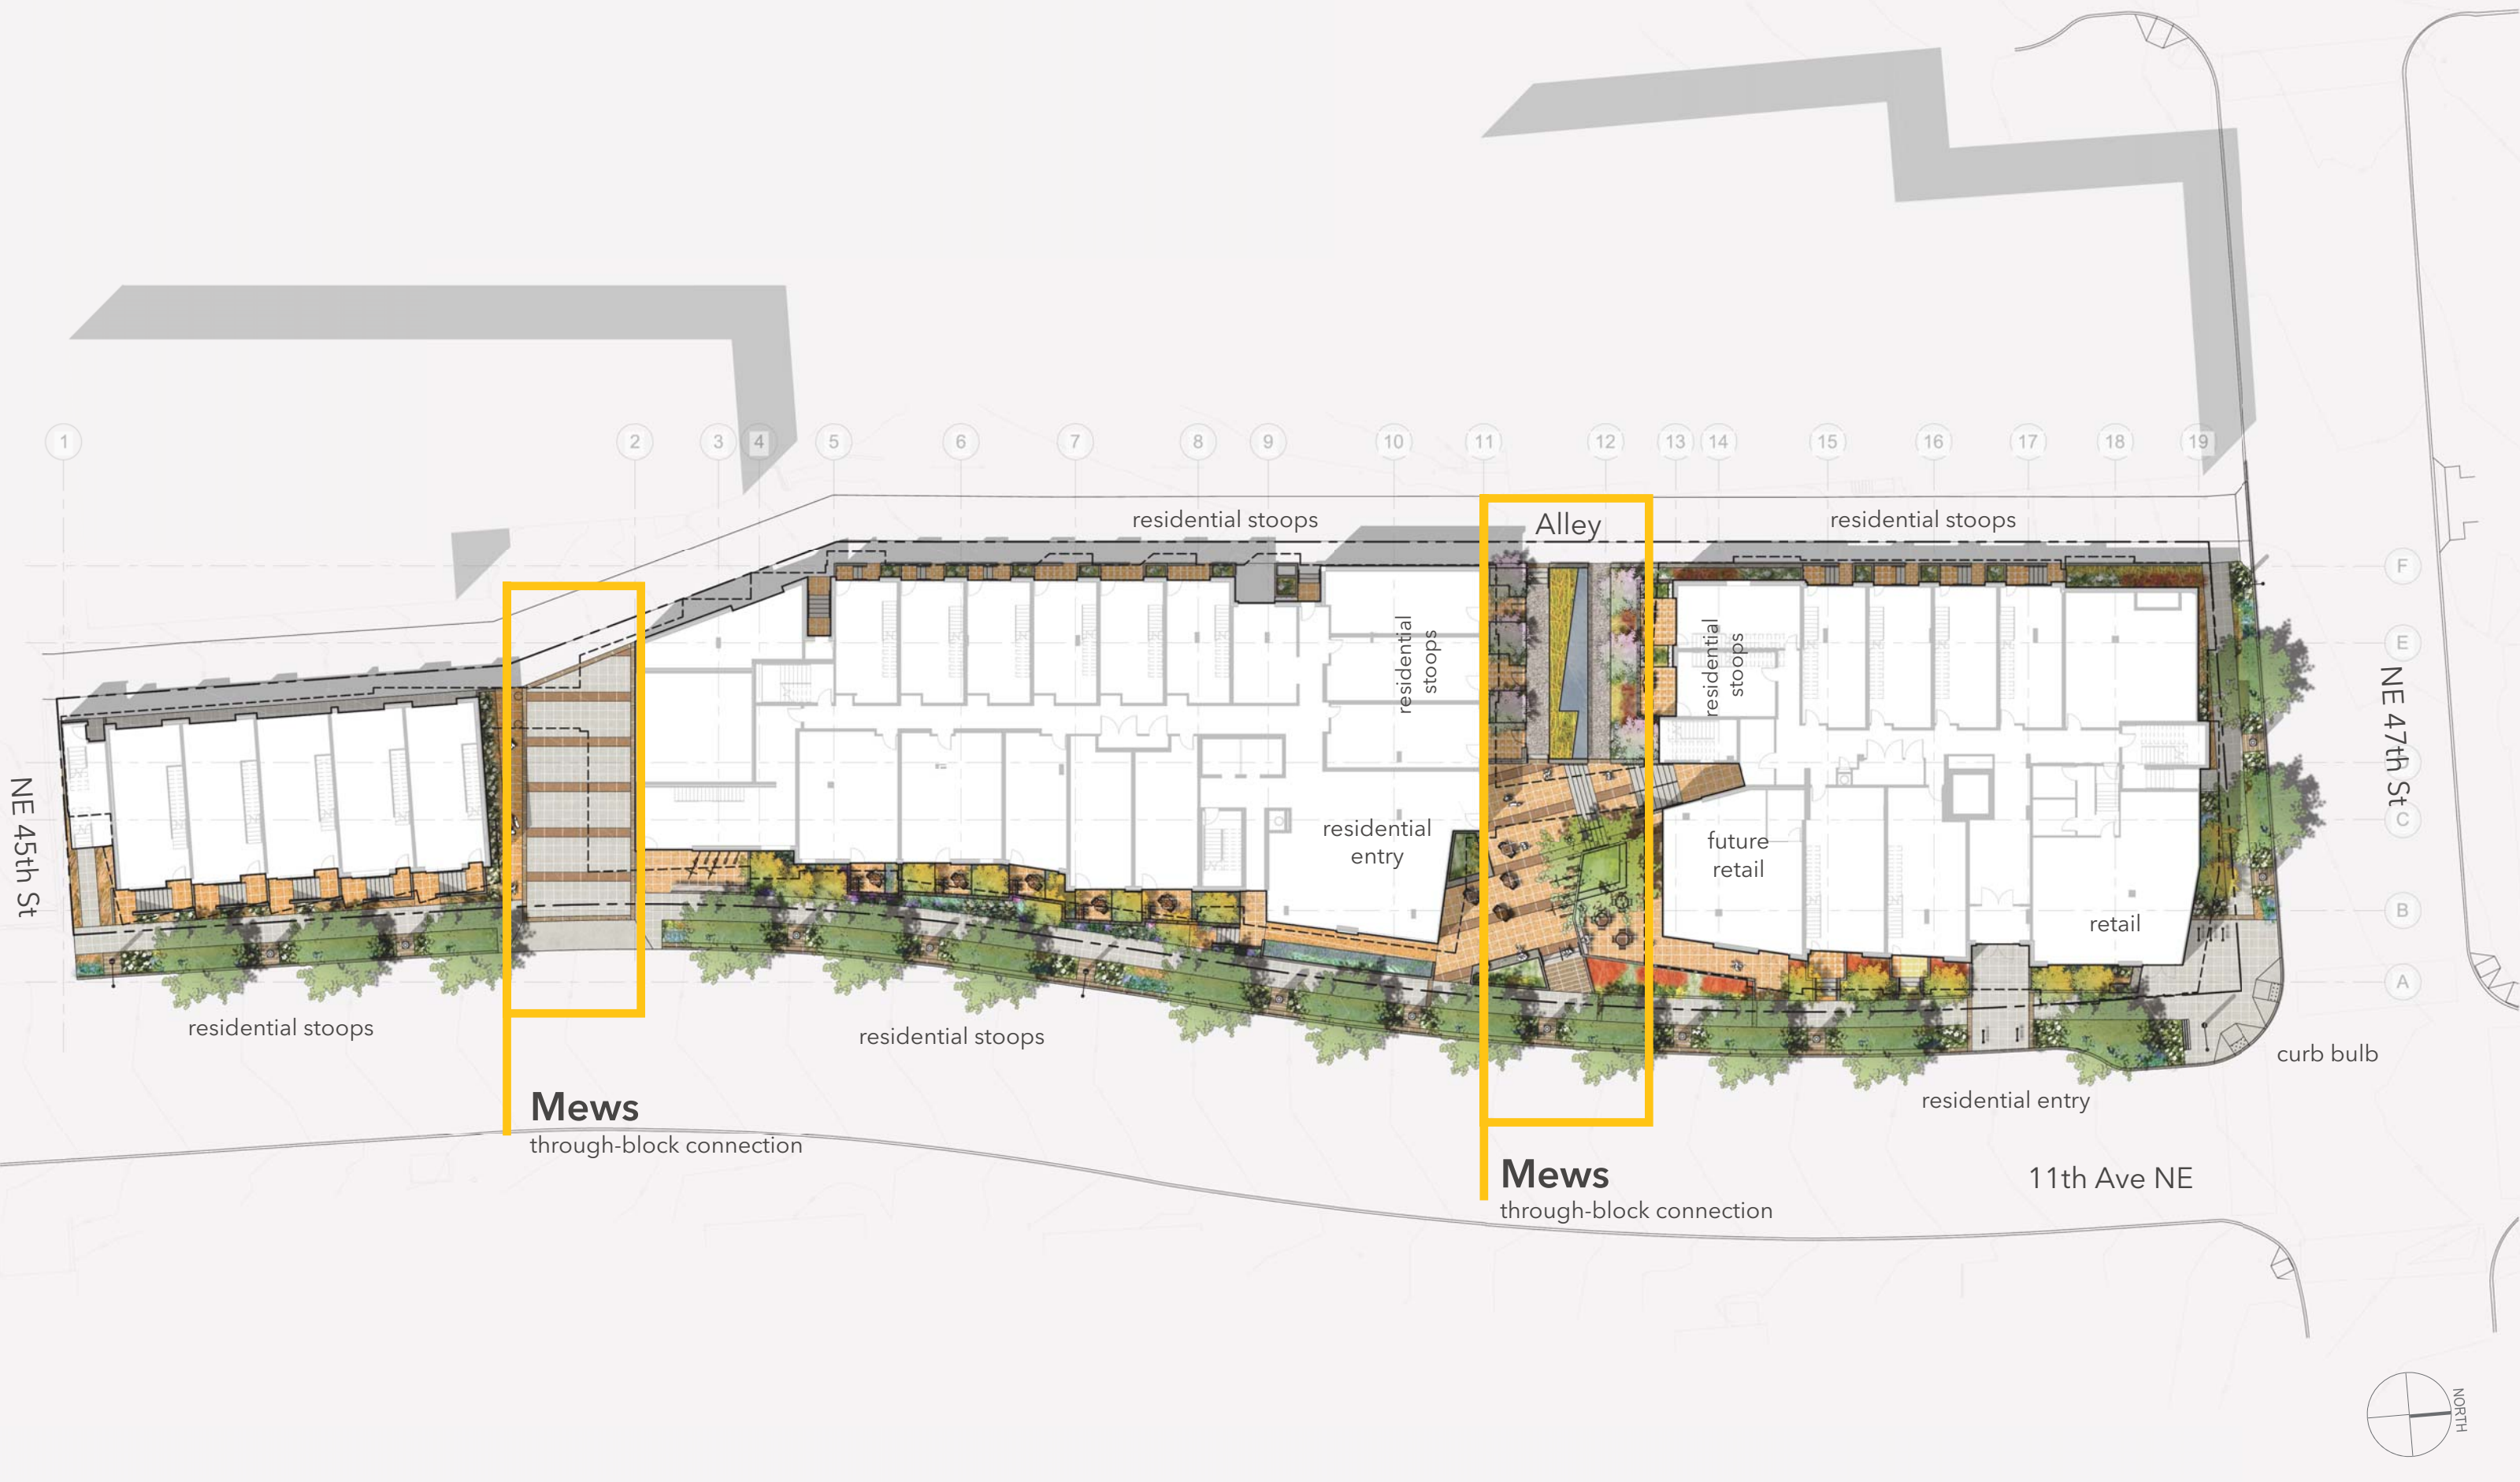 1
2
3
4
5
6
7
8
9
10
11
12
13
14
15
16
17
18
19
residential stoops
Alley
residential stoops
F
E
residential
stoops
residential
stoops
NE 45th St
NE 47th St
C
residential
entry
future
retail
B
retail
A
residential stoops
residential stoops
curb bulb
residential entry
Mews
through-block connection
Mews
through-block connection
11th Ave NE
NORTH